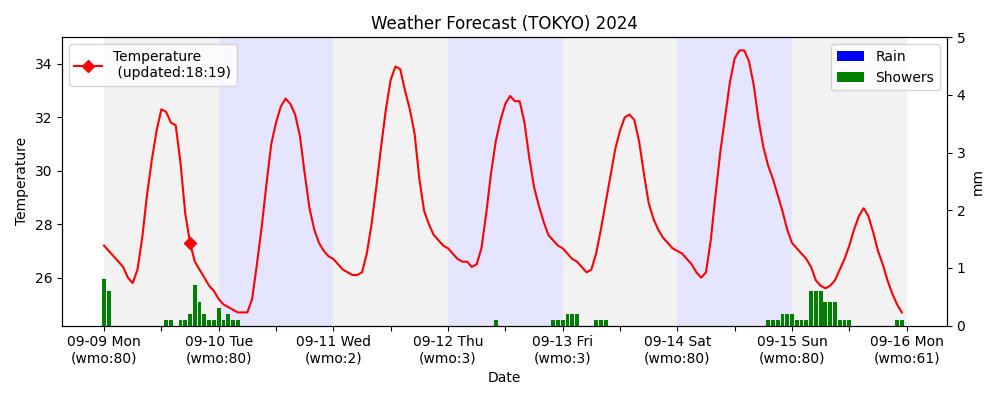 Weather Forecast (TOKYO) 2024
Temperature
(updated:18:19)
Rain
Showers
34
32
30
28
26
Temperature
5
4
3
2
1
0
mm
09-09 Mon 09-10 Tue 09-11 Wed 09-12 Thu 09-13 Fri 09-14 Sat 09-15 Sun 09-16 Mon
(wmo:80) (wmo:80) (wmo:2) (wmo:3) (wmo:3) (wmo:80) (wmo:80) (wmo:61)
Date